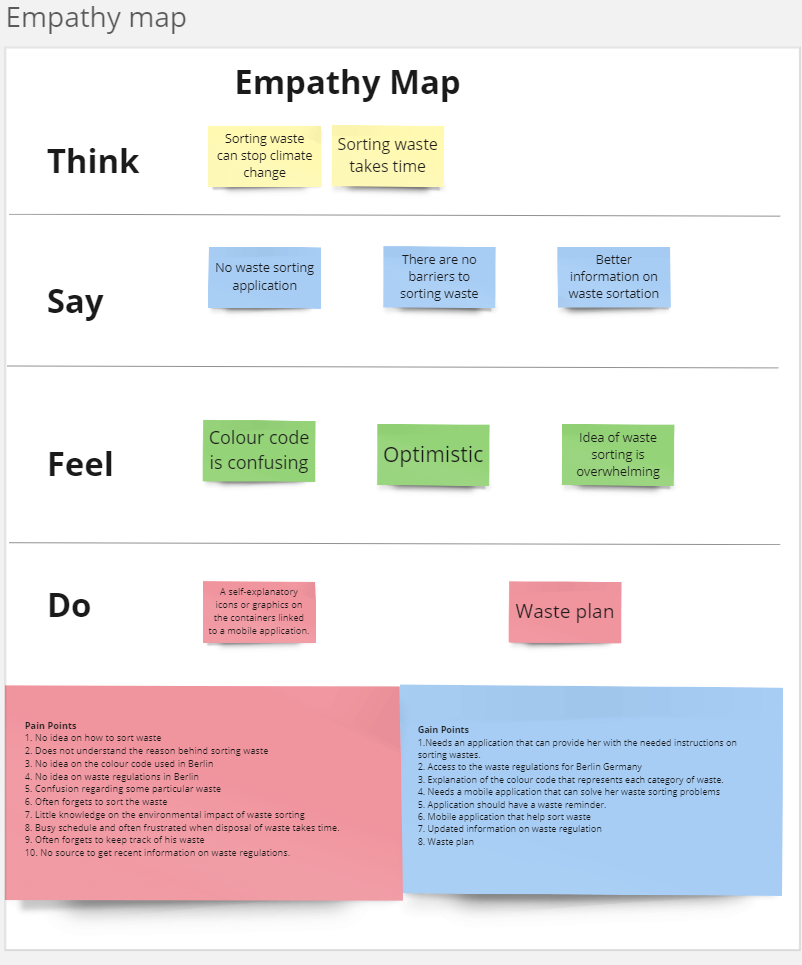 Empathy map
Empathy Map
Think
Sorting waste
can stop climate
change
Sorting waste
takes time
Say
No waste sorting
application
There are no
barriers to
sorting waste
Better
information on
waste sortation
Feel
Colour code
is confusing
Optimistic
Idea of waste
sorting is
overwhelming
Do
A self-explanatory
icons or graphics on
the containers linked
to a mobile application.
Waste plan
Pain Points
1. No idea on how to sort waste
2. Does not understand the reason behind sorting waste
3. No idea on the colour code used in Berlin
4. No idea on waste regulations in Berlin
5. Confusion regarding some particular waste
6. Often forgets to sort the waste
7. Little knowledge on the environmental impact of waste sorting
8. Busy schedule and often frustrated when disposal of waste takes time.
9. Often forgets to keep track of his waste
10. No source to get recent information on waste regulations.
Gain Points
1.Needs an application that can provide her with the needed instructions on
sorting wastes.
2. Access to the waste regulations for Berlin Germany
3. Explanation of the colour code that represents each category of waste.
4. Needs a mobile application that can solve her waste sorting problems
5. Application should have a waste reminder.
6. Mobile application that help sort waste
7. Updated information on waste regulation
8. Waste plan